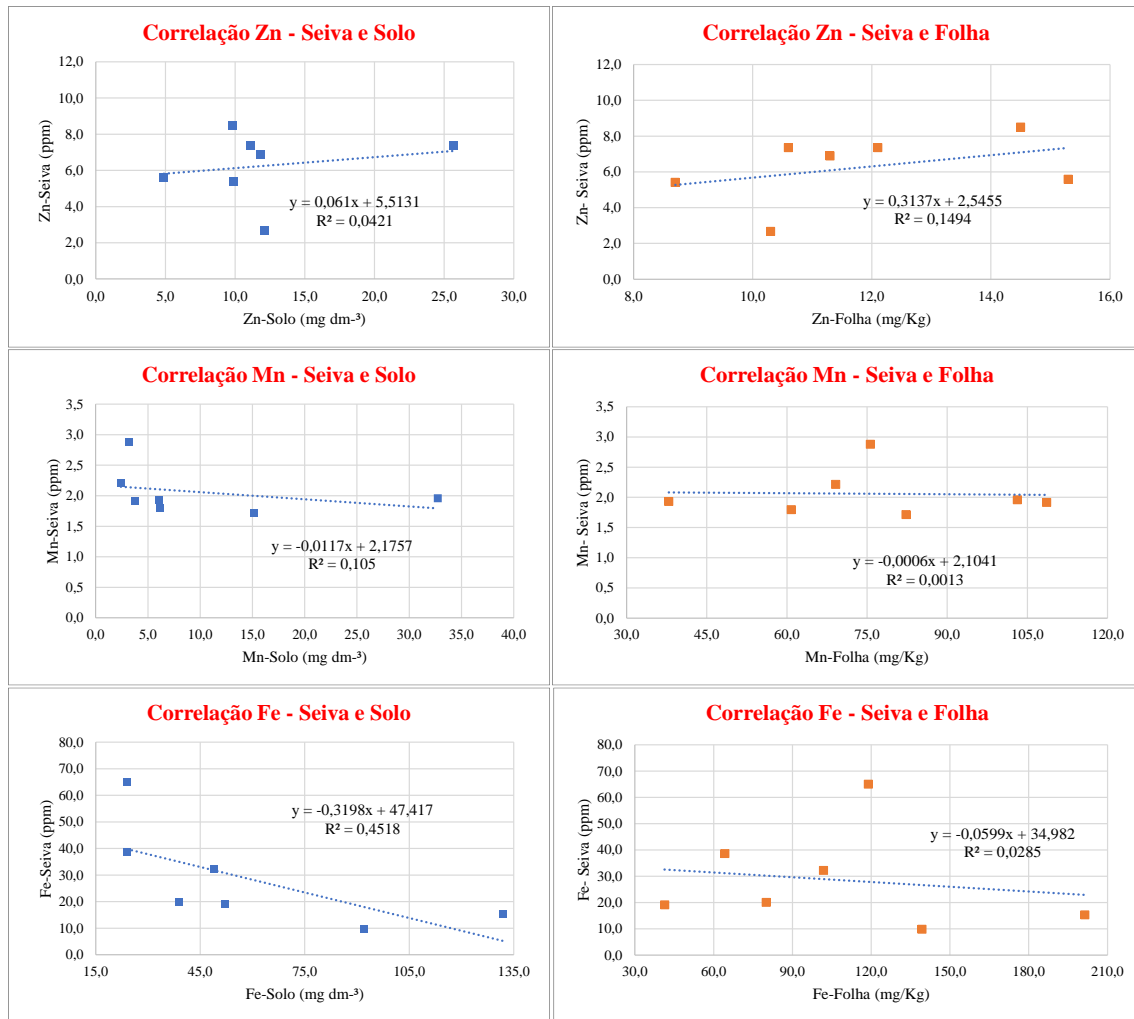 Correlação Zn - Seiva e Solo
12,0
10,0
8,0
6,0
4,0
2,0
0,0
Zn-Seiva (ppm)
y = 0,061x + 5,5131
R² = 0,0421
0,0 5,0 10,0 15,0 20,0 25,0 30,0
Zn-Solo (mg dm-³)
Correlação Zn - Seiva e Folha
12,0
10,0
8,0
6,0
4,0
2,0
0,0
Zn- Seiva (ppm)
y = 0,3137x + 2,5455
R² = 0,1494
8,0 10,0 12,0 14,0 16,0
Zn-Folha (mg/Kg)
Correlação Mn - Seiva e Solo
3,5
3,0
2,5
2,0
1,5
1,0
0,5
0,0
Mn-Seiva (ppm)
y = -0,0117x + 2,1757
R² = 0,105
0,0 5,0 10,0 15,0 20,0 25,0 30,0 35,0 40,0
Mn-Solo (mg dm-³)
Correlação Mn - Seiva e Folha
3,5
3,0
2,5
2,0
1,5
1,0
0,5
0,0
Mn- Seiva (ppm)
y = -0,0006x + 2,1041
R² = 0,0013
30,0 45,0 60,0 75,0 90,0 105,0 120,0
Mn-Folha (mg/Kg)
Correlação Fe - Seiva e Solo
80,0
70,0
60,0
50,0
40,0
30,0
20,0
10,0
0,0
Fe-Seiva (ppm)
y = -0,3198x + 47,417
R² = 0,4518
15,0 45,0 75,0 105,0 135,0
Fe-Solo (mg dm-³)
Correlação Fe - Seiva e Folha
80,0
70,0
60,0
50,0
40,0
30,0
20,0
10,0
0,0
Fe- Seiva (ppm)
y = -0,0599x + 34,982
R² = 0,0285
30,0 60,0 90,0 120,0 150,0 180,0 210,0
Fe-Folha (mg/Kg)